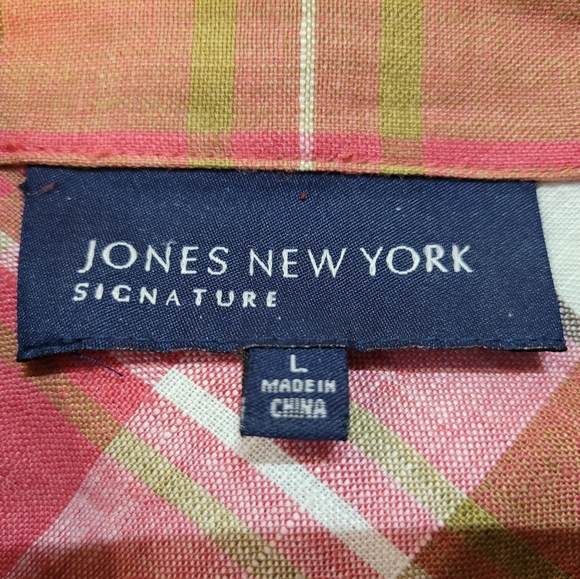 JONES NEW YORK
SIGNATURE
L
MADE IN
CHINA